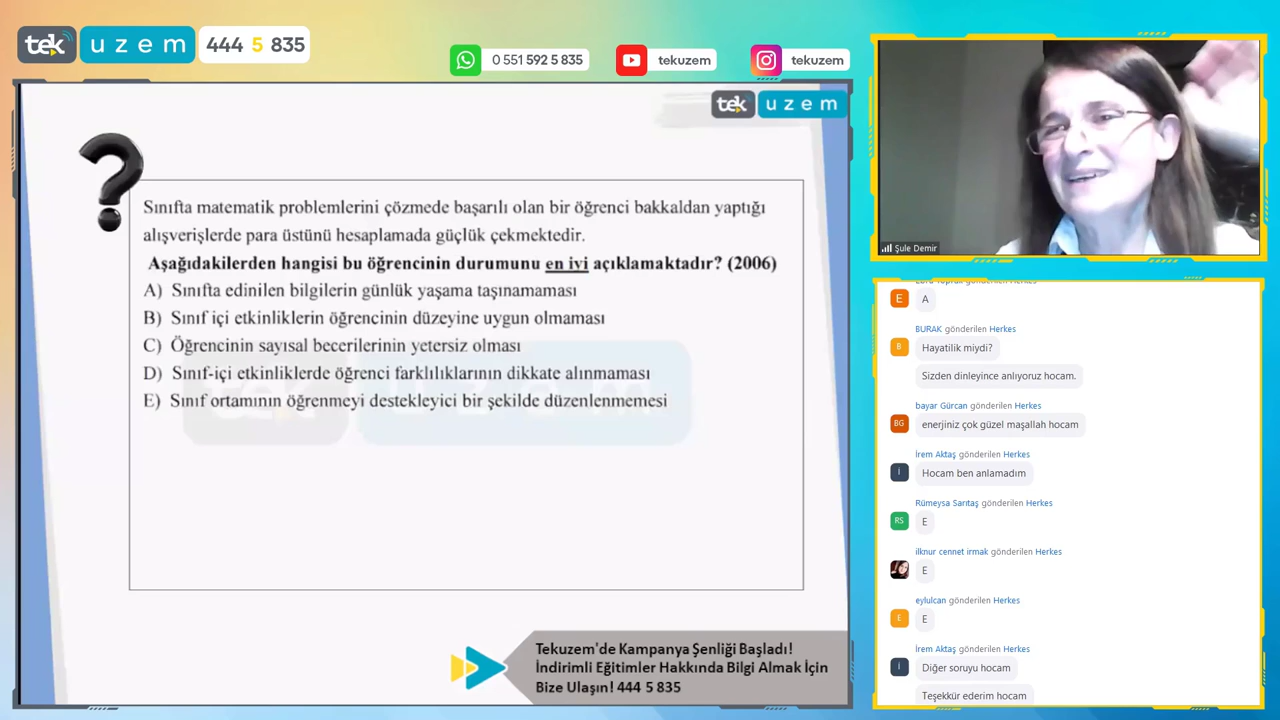 tek uzem 444 5 835
0 551 592 5 835
tekuzem
tekuzem
tek uzem
Sınıfta matematik problemlerini çözmede başarılı olan bir öğrenci bakkaldan yaptığı
alışverişlerde para üstünü hesaplamada güçlük çekmektedir.
Aşağıdakilerden hangisi bu öğrencinin durumunu en ivi açıklamaktadır? (2006)
A) Sınıfta edinilen bilgilerin günlük yaşama taşınamaması
B) Sınıf içi etkinliklerin öğrencinin düzeyine uygun olmaması
C) Öğrencinin sayısal becerilerinin yetersiz olması
D) Sınıf-içi etkinliklerde öğrenci farklılıklarının dikkate alınmaması
E) Sınıf ortamının öğrenmeyi destekleyici bir şekilde düzenlenmemesi
Tekuzem'de Kampanya Şenliği Başladı!
İndirimli Eğitimler Hakkında Bilgi Almak İçin
Bize Ulaşın! 444 5 835
Şule Demir
E
A
BURAK gönderilen Herkes
B
Hayatilik miydi?
Sizden dinleyince anlıyoruz hocam.
bayar Gürcan gönderilen Herkes
BG
enerjiniz çok güzel maşallah hocam
İrem Aktaş gönderilen Herkes
İ
Hocam ben anlamadım
Rümeysa Sarıtaş gönderilen Herkes
RS
E
ilknur cennet irmak gönderilen Herkes
E
eylulcan gönderilen Herkes
E
E
İrem Aktaş gönderilen Herkes
İ
Diğer soruyu hocam
Teşekkür ederim hocam